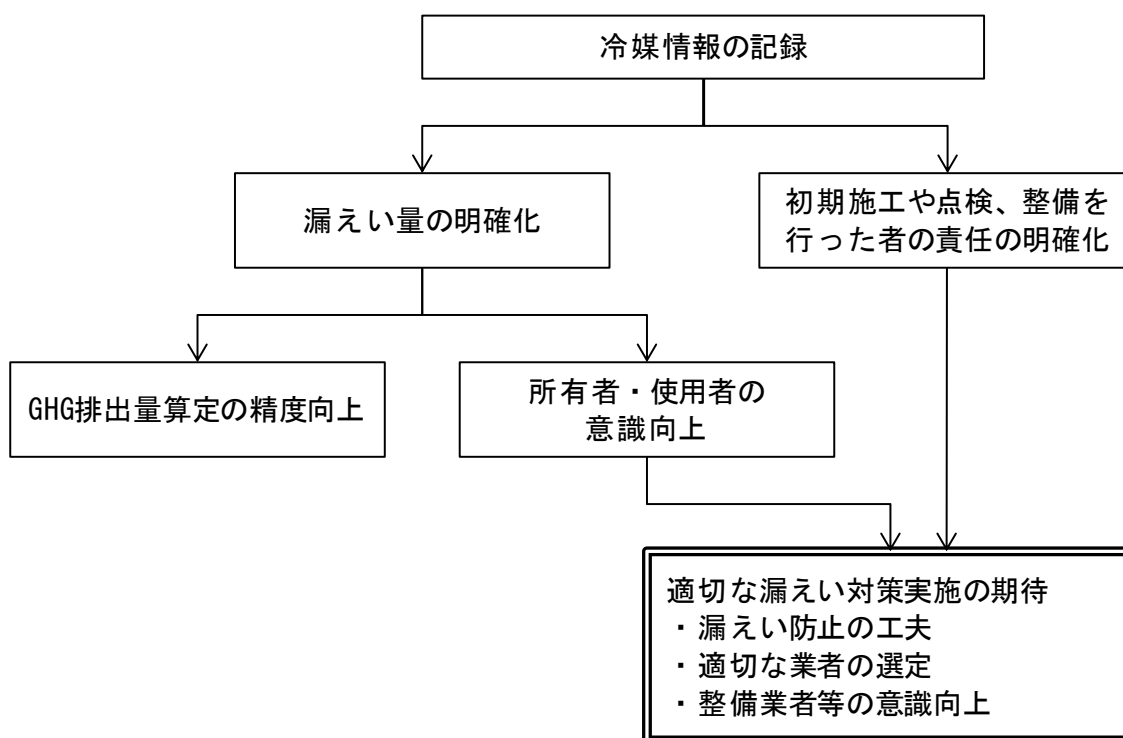 冷媒情報の記録
漏えい量の明確化
初期施工や点検、整備を
行った者の責任の明確化
GHG排出量算定の精度向上
所有者・使用者の
意識向上
適切な漏えい対策実施の期待
・漏えい防止の工夫
・適切な業者の選定
・整備業者等の意識向上